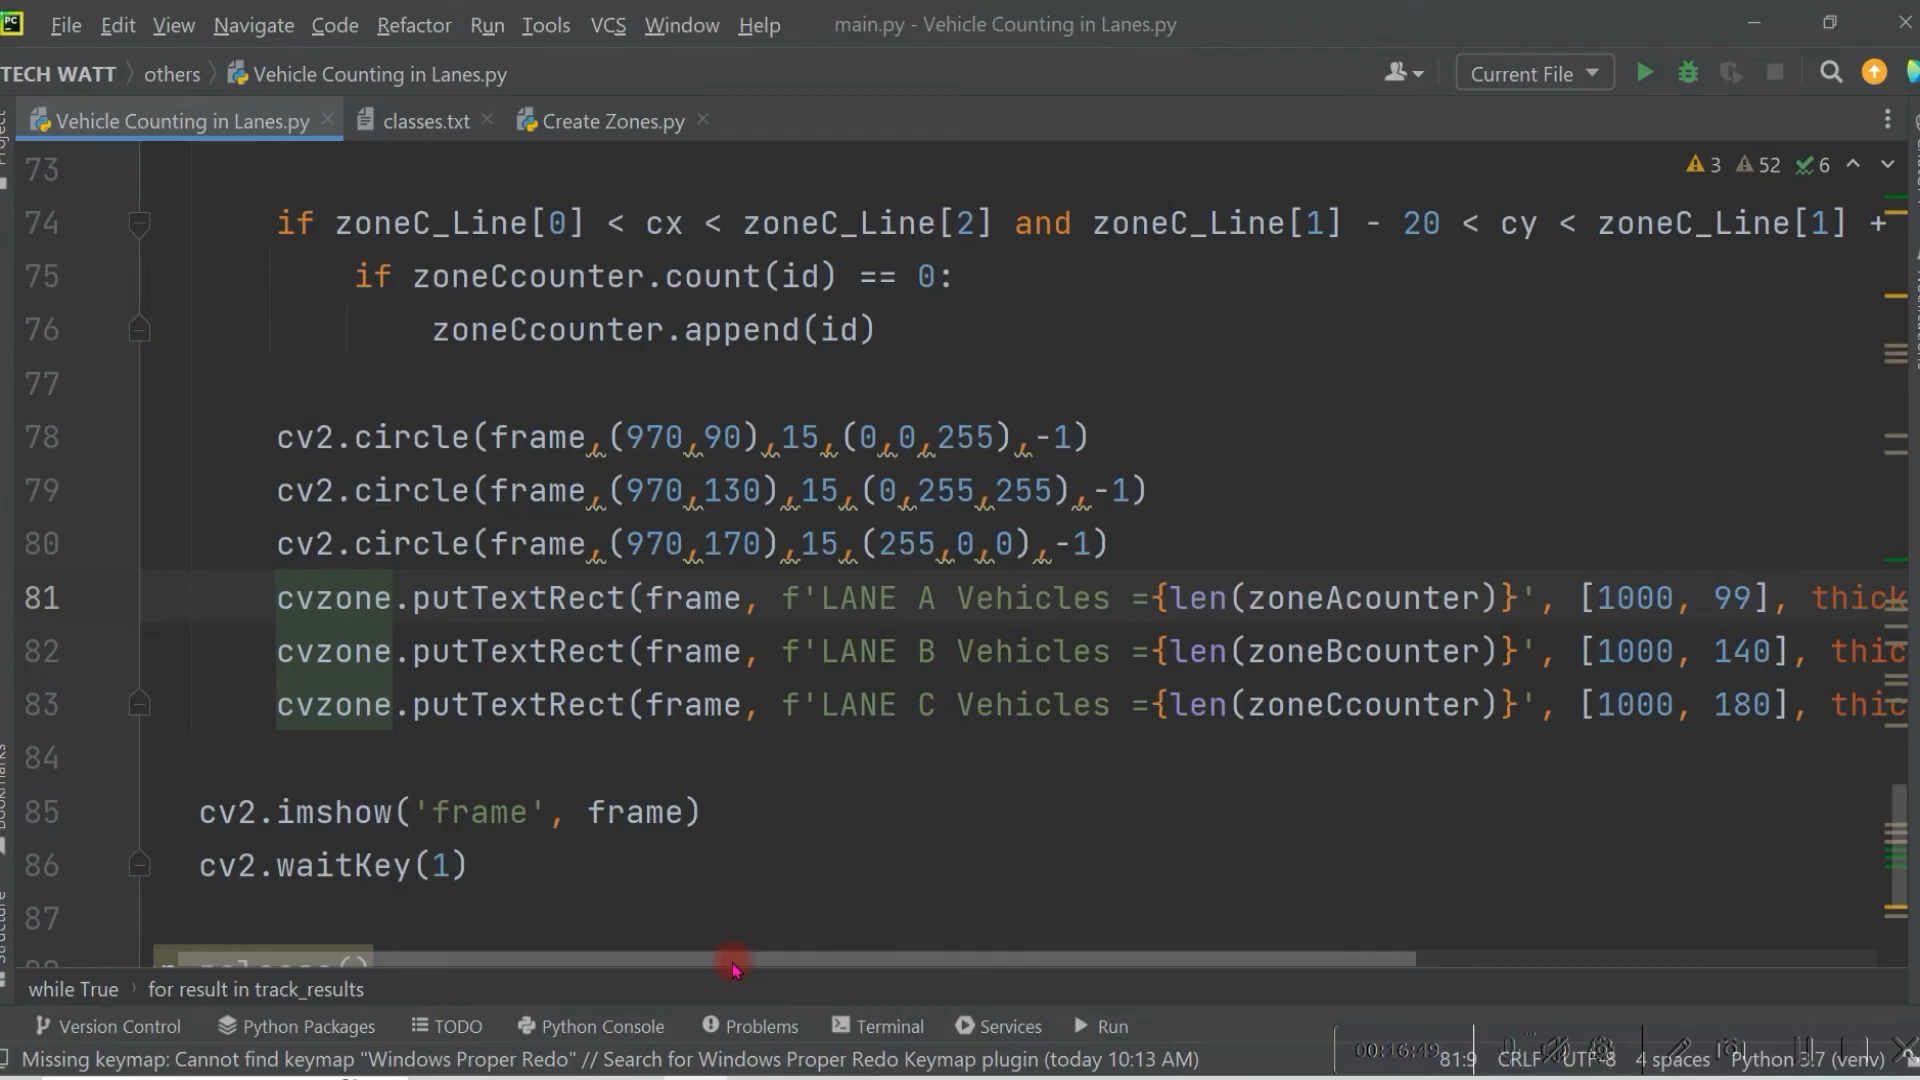 File Edit View Navigate Code Refactor Run Tools VCS Window Help main.py - Vehicle Counting in Lanes.py
TECH WATT others Vehicle Counting in Lanes.py Current File
Vehicle Counting in Lanes.py classes.txt Create Zones.py
3 52 6
73
74 if zoneC_Line[0] < cx < zoneC_Line[2] and zoneC_Line[1] - 20 < cy < zoneC_Line[1] +
75 if zoneCcounter.count(id) == 0:
76 zoneCcounter.append(id)
77
78 cv2.circle(frame,(970,90),15,(0,0,255),-1)
79 cv2.circle(frame,(970,130),15,(0,255,255),-1)
80 cv2.circle(frame,(970,170),15,(255,0,0),-1)
81 cvzone.putTextRect(frame, f'LANE A Vehicles ={len(zoneAcounter)}', [1000, 99], thick
82 cvzone.putTextRect(frame, f'LANE B Vehicles ={len(zoneBcounter)}', [1000, 140], thic
83 cvzone.putTextRect(frame, f'LANE C Vehicles ={len(zoneCcounter)}', [1000, 180], thic
84
85 cv2.imshow('frame', frame)
86 cv2.waitKey(1)
87
while True for result in track_results
Version Control Python Packages TODO Python Console Problems Terminal Services Run
Missing keymap: Cannot find keymap "Windows Proper Redo" // Search for Windows Proper Redo Keymap plugin (today 10:13 AM) 00:16:49 81:9 CRLF UTF-8 4 spaces Python 3.7 (venv)
Project
Bookmarks
Structure